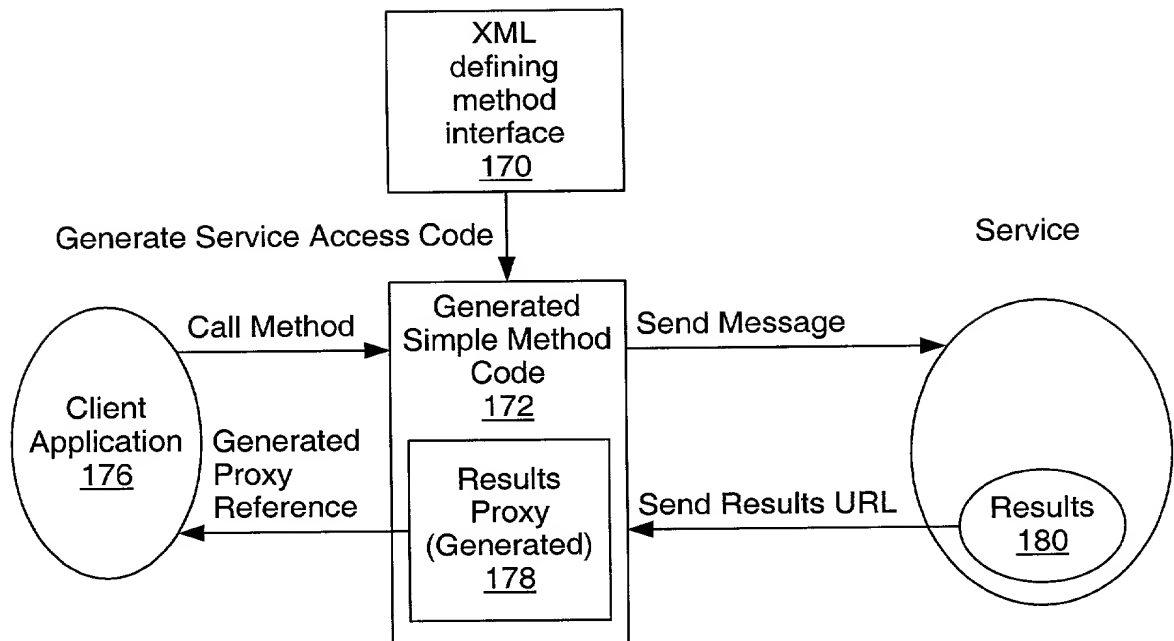 XML
defining
method
interface
170
Generate Service Access Code
Service
Call Method
Generated
Simple Method
Code
172
Send Message
Client
Application
176
Generated
Proxy
Reference
Results
Proxy
(Generated)
178
Send Results URL
Results
180